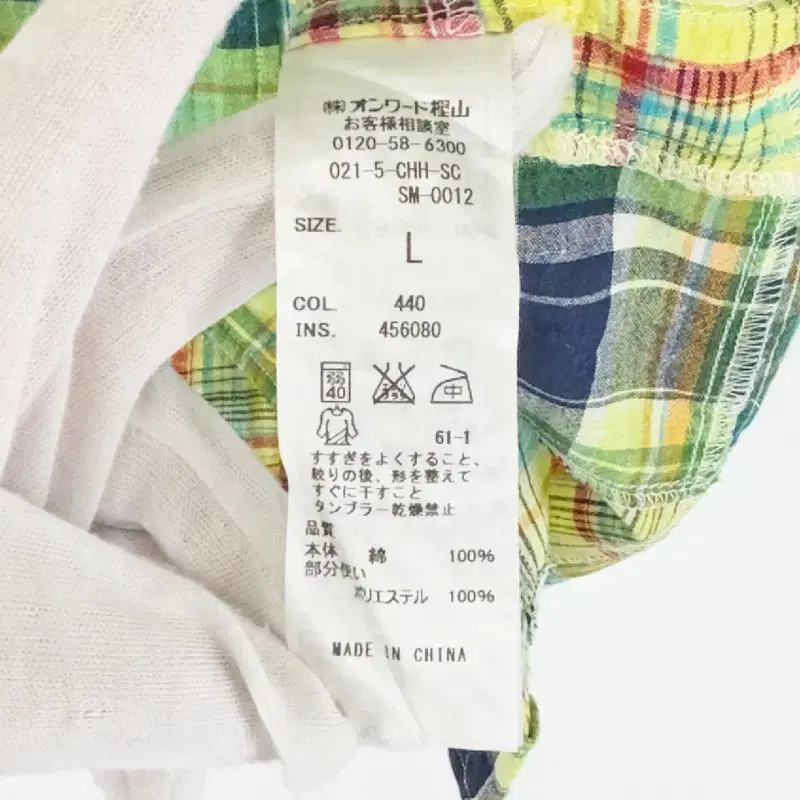 (株)オンワード樫山
お客様相談室
0120-58-6300
021-5-CHH-SC
SM-0012
SIZE
L
COL. 440
INS. 456080
弱
40
中
61-1
すすぎをよくすること、
絞りの後、形を整えて
すぐに干すこと
タンブラー乾燥禁止
品質
本体 綿 100%
部分使い
ポリエステル 100%
MADE IN CHINA